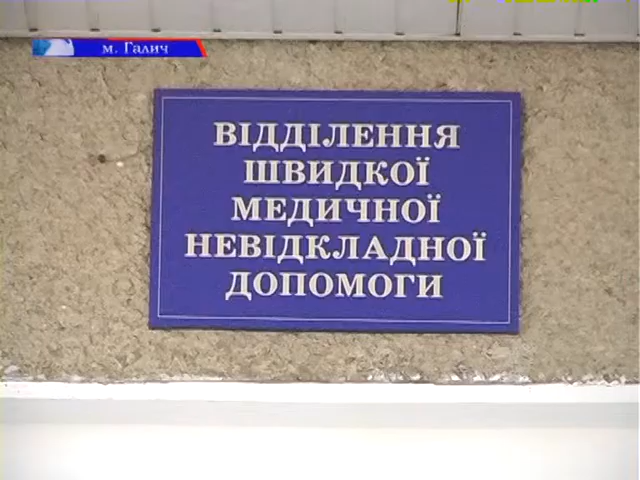 м. Галич
ВІДДІЛЕННЯ
ШВИДКОЇ
МЕДИЧНОЇ
НЕВІДКЛАДНОЇ
ДОПОМОГИ